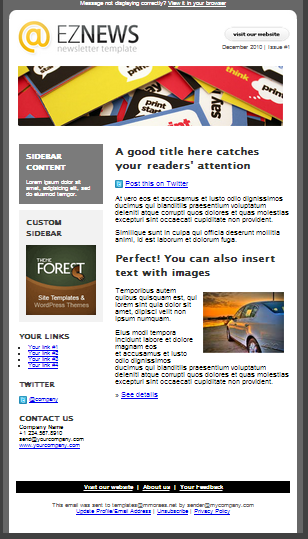 Message not displaying correctly? View it in your browser
@ EZNEWS
newsletter template
visit our website
December 2010 | Issue #1
think
print
say
SIDEBAR
CONTENT
Lorem ipsum dolor sit
amet, adipisicing elit, sed
do eiusmod tempor.
CUSTOM
SIDEBAR
THEME
FOREST
Site Templates &
WordPress Themes
YOUR LINKS
Your link #1
Your link #2
Your link #3
Your link #4
TWITTER
@company
CONTACT US
Company Name
+1.234.567.8910
send@yourcompany.com
www.yourcompany.com
A good title here catches
your readers' attention
Post this on Twitter
At vero eos et accusamus et iusto odio dignissimos
ducimus qui blanditiis praesentium voluptatum
deleniti atque corrupti quos dolores et quas molestias
excepturi sint occaecati cupiditate non provident.
Similique sunt in culpa qui officia deserunt mollitia
animi, id est laborum et dolorum fuga.
Perfect! You can also insert
text with images
Temporibus autem
quibus quisquam est, qui
lorem sint quia dolor sit
amet, dipisci velit non
ipsum numquam.
Eius modi tempora
incidunt labore et dolore
magnam eos
et accusamus et iusto
odio dignissimos
ducimus qui blanditiis praesentium voluptatum
deleniti atque corrupti quos dolores et quas molestias
excepturi sint occaecati cupiditate non provident.
» See details
Visit our website | About us | Your Feedback
This email was sent to templates@mmorses.net by sender@mycompany.com
Update Profile/Email Address | Unsubscribe | Privacy Policy